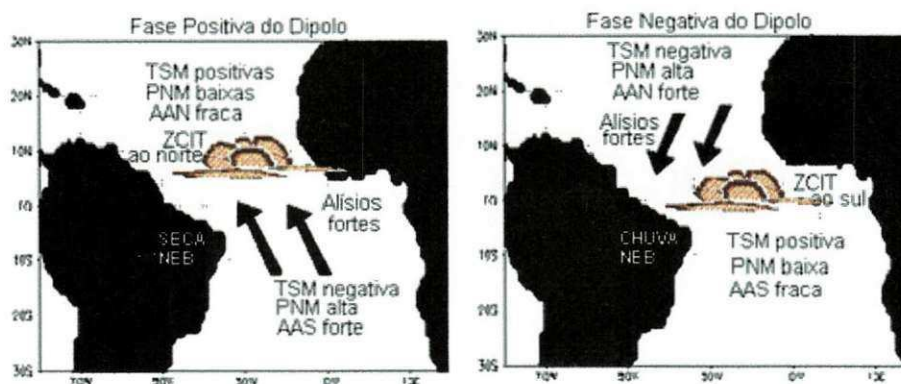 Fase Positiva do Dipolo
30N
TSM positivas
PNM baixas
AAN fraca
20N
ZCIT
ao norte
10N
Alísios
fortes
SECA
NEB
10S
TSM negativa
PNM alta
AAS forte
20S
30S
Fase Negativa do Dipolo
30N
TSM negativa
PNM alta
AAN forte
20N
Alísios
fortes
10N
ZCIT
ao sul
CHUVA
NEB
10S
TSM positiva
PNM baixa
AAS fraca
20S
30S